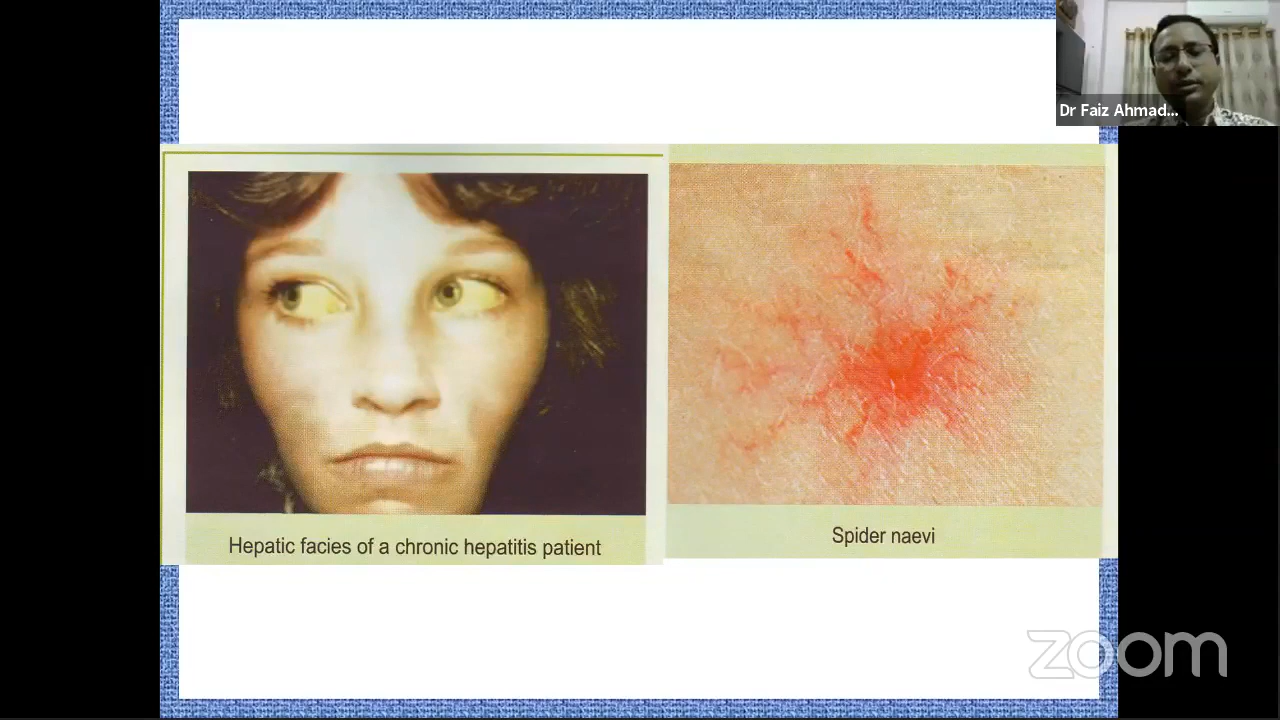 Dr Faiz Ahmad...
Hepatic facies of a chronic hepatitis patient
Spider naevi
zoom